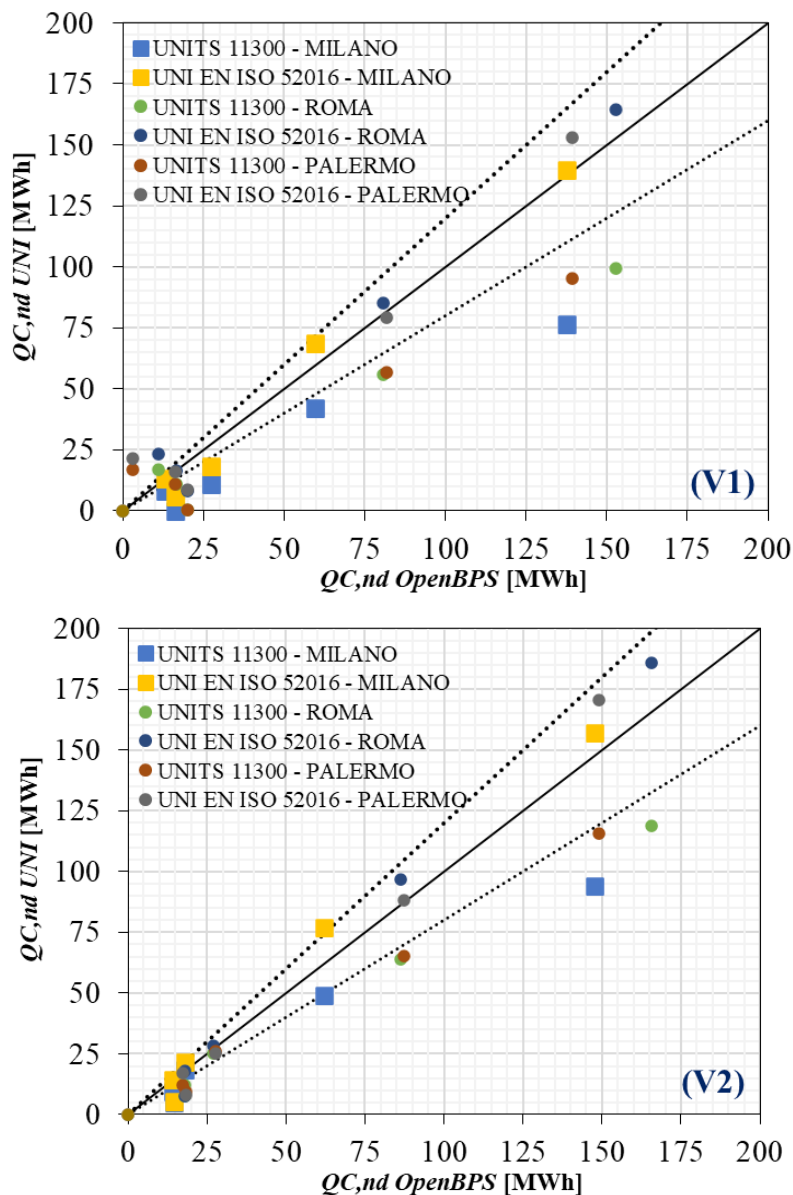 200
175
150
125
100
75
50
25
0
QC,nd UNI [MWh]
UNITS 11300 - MILANO
UNI EN ISO 52016 - MILANO
UNITS 11300 - ROMA
UNI EN ISO 52016 - ROMA
UNITS 11300 - PALERMO
UNI EN ISO 52016 - PALERMO
(V1)
0 25 50 75 100 125 150 175 200
QC,nd OpenBPS [MWh]
200
175
150
125
100
75
50
25
0
QC,nd UNI [MWh]
UNITS 11300 - MILANO
UNI EN ISO 52016 - MILANO
UNITS 11300 - ROMA
UNI EN ISO 52016 - ROMA
UNITS 11300 - PALERMO
UNI EN ISO 52016 - PALERMO
(V2)
0 25 50 75 100 125 150 175 200
QC,nd OpenBPS [MWh]